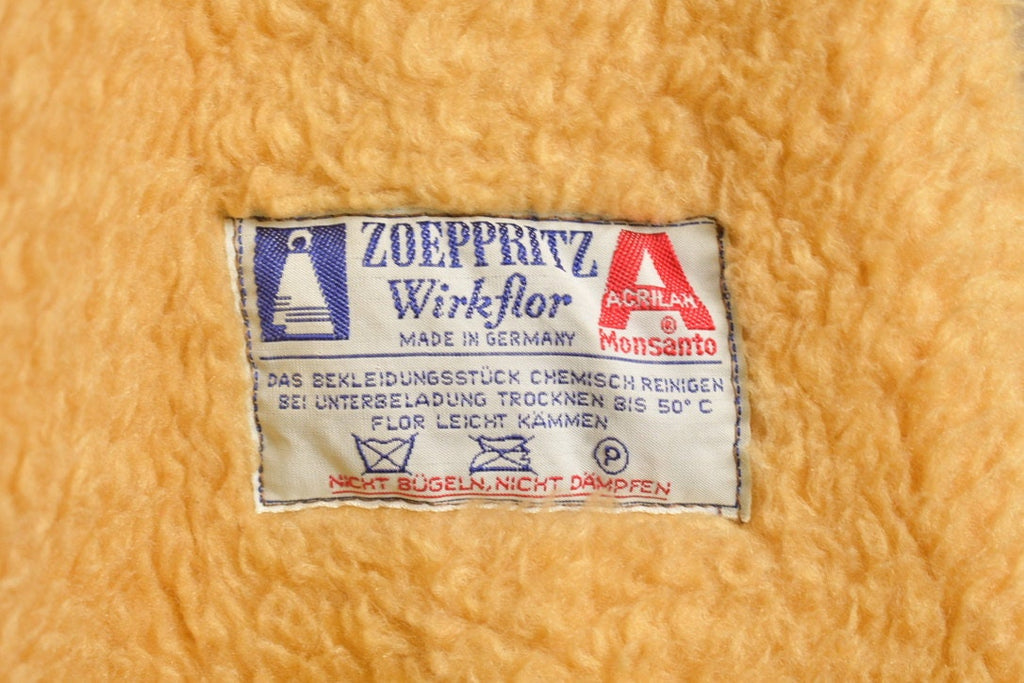 ZOEPPRITZ
Wirkflor
MADE IN GERMANY
ACRILAN
®
Monsanto
DAS BEKLEIDUNGSSTÜCK CHEMISCH REINIGEN
BEI UNTERBELADUNG TROCKNEN BIS 50° C
FLOR LEICHT KÄMMEN
P
NICHT BÜGELN, NICHT DÄMPFEN